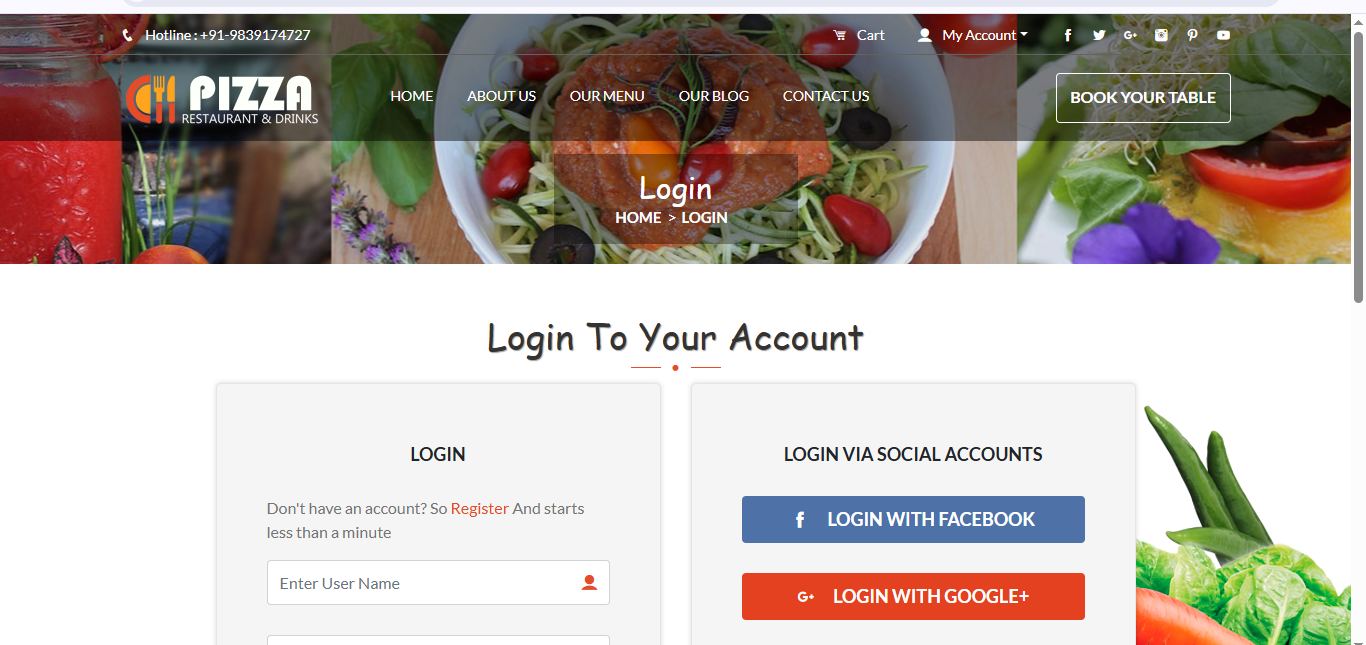 Hotline : +91-9839174727
Cart
My Account
PIZZA
RESTAURANT & DRINKS
HOME
ABOUT US
OUR MENU
OUR BLOG
CONTACT US
BOOK YOUR TABLE
Login
HOME > LOGIN
Login To Your Account
LOGIN
Don't have an account? So Register And starts
less than a minute
Enter User Name
LOGIN VIA SOCIAL ACCOUNTS
f LOGIN WITH FACEBOOK
G+ LOGIN WITH GOOGLE+